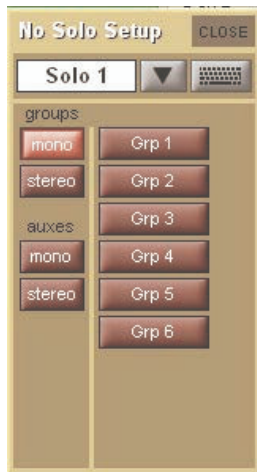 No Solo Setup CLOSE
Solo 1
groups
mono Grp 1
stereo Grp 2
Grp 3
auxes
mono Grp 4
stereo Grp 5
Grp 6